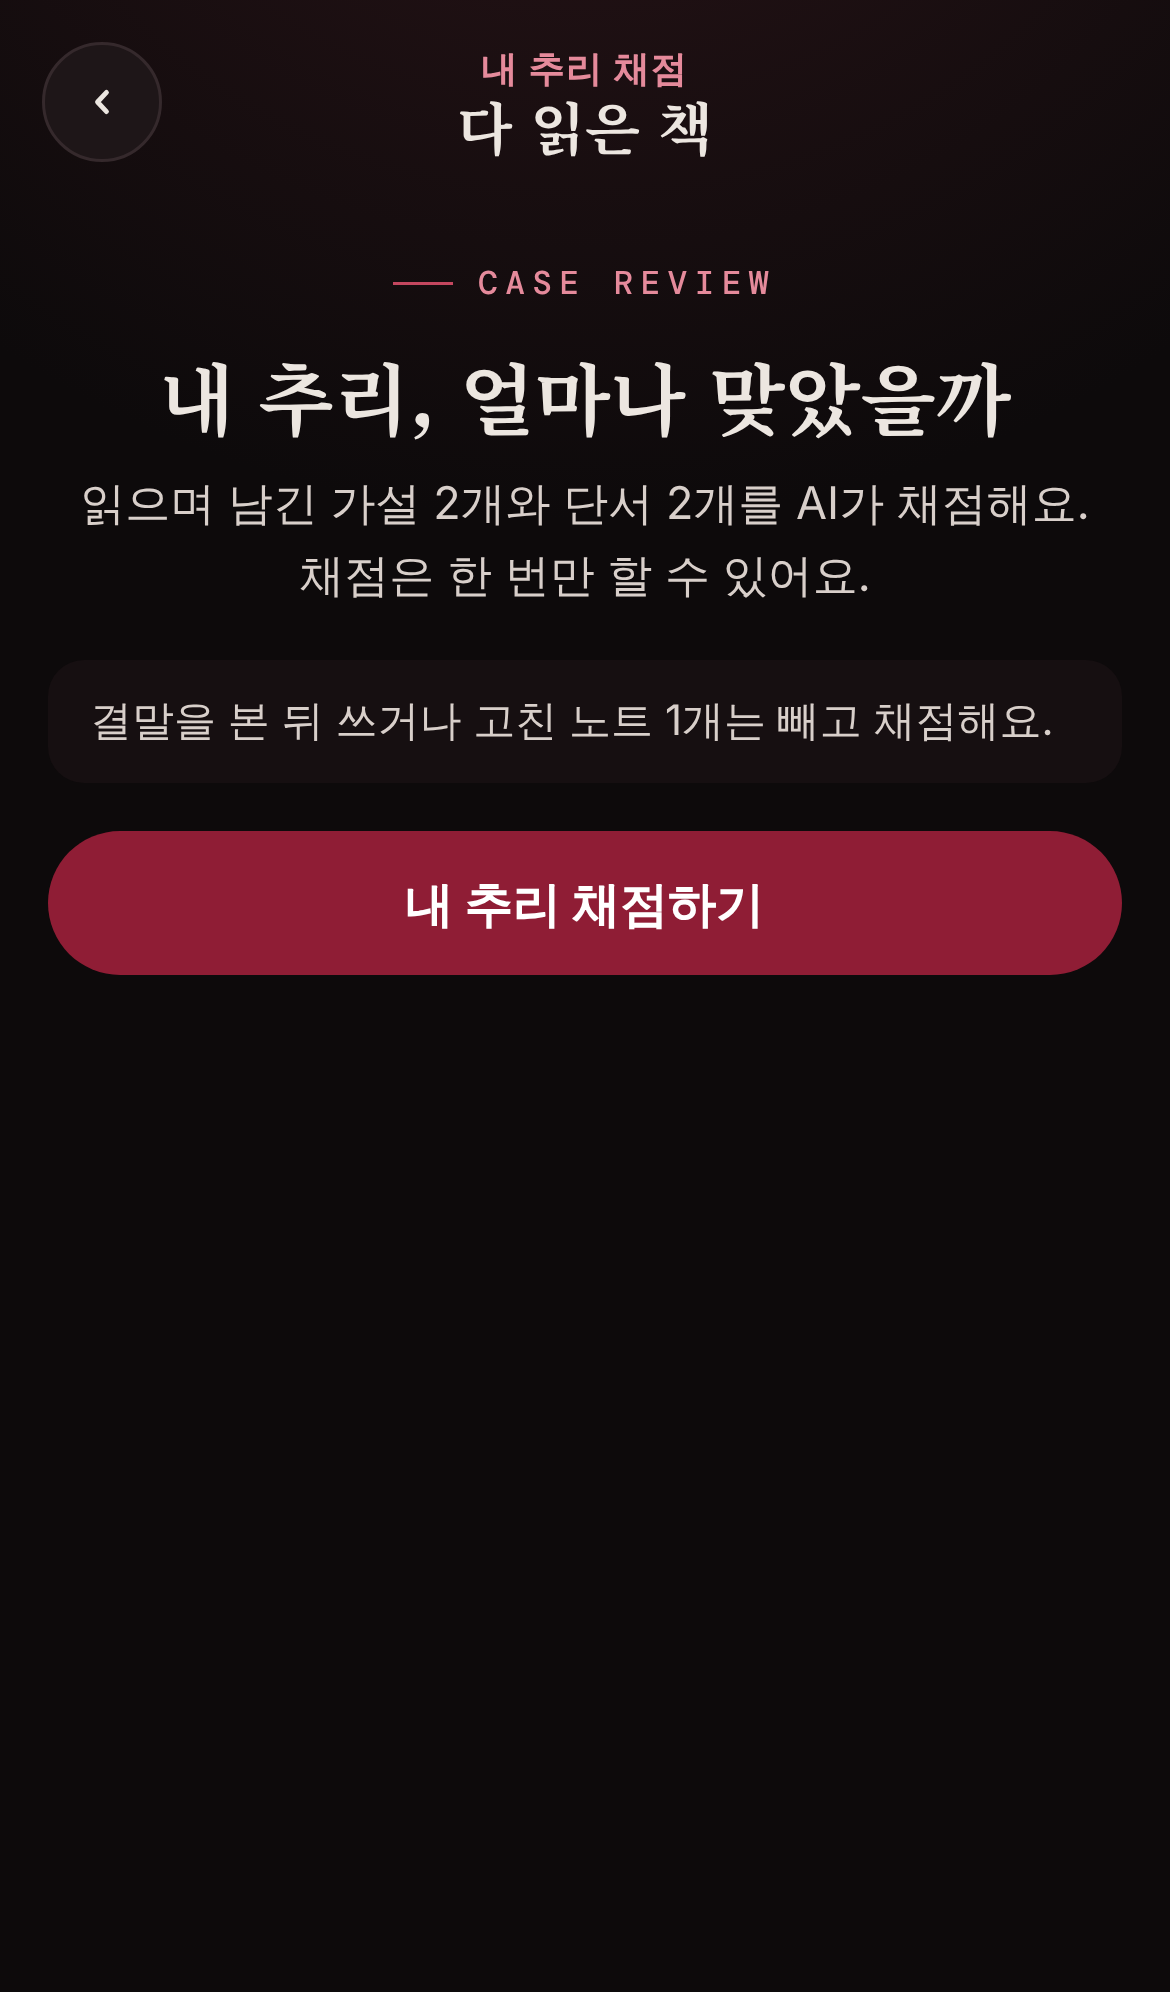 내 추리 채점
다 읽은 책
CASE REVIEW
내 추리, 얼마나 맞았을까
읽으며 남긴 가설 2개와 단서 2개를 AI가 채점해요.
채점은 한 번만 할 수 있어요.
결말을 본 뒤 쓰거나 고친 노트 1개는 빼고 채점해요.
내 추리 채점하기